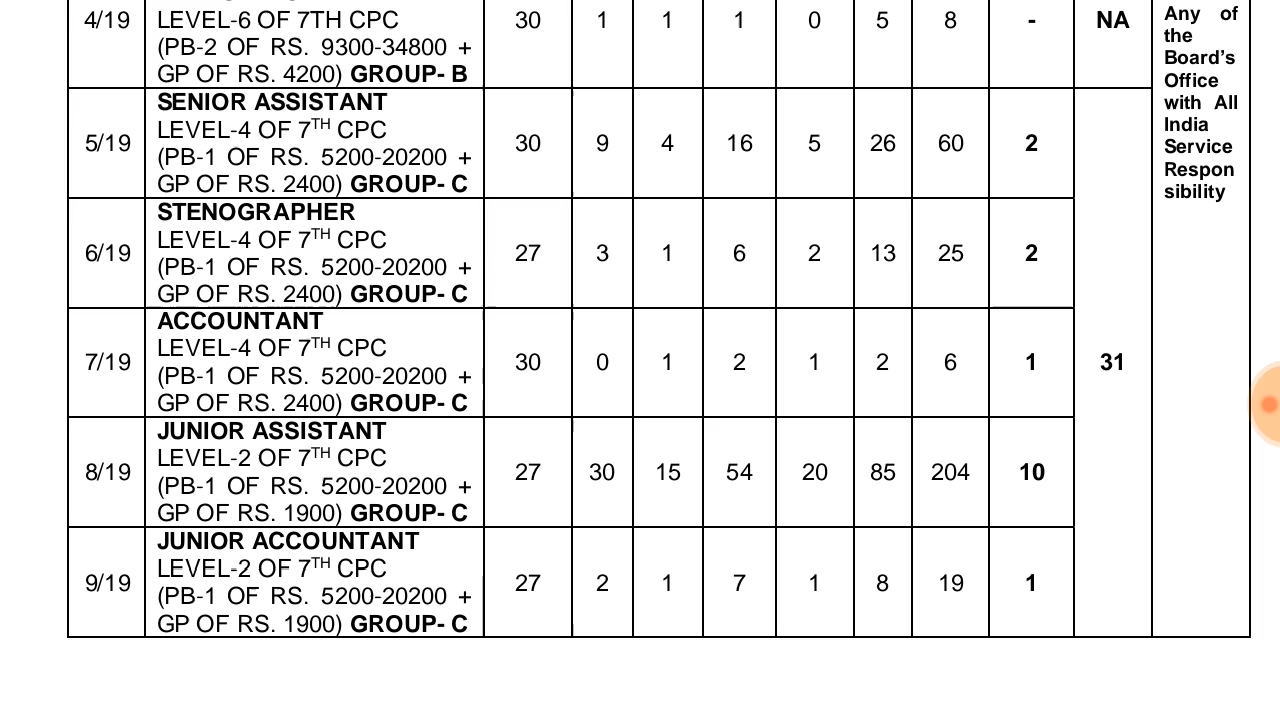 4/19 LEVEL-6 OF 7TH CPC 30 1 1 1 0 5 8 - NA
(PB-2 OF RS. 9300-34800 +
GP OF RS. 4200) GROUP- B
Any of
the
Board's
Office
with All
India
Service
Respon
sibility
SENIOR ASSISTANT
LEVEL-4 OF 7TH CPC
5/19 (PB-1 OF RS. 5200-20200 + 30 9 4 16 5 26 60 2
GP OF RS. 2400) GROUP- C
STENOGRAPHER
LEVEL-4 OF 7TH CPC
6/19 (PB-1 OF RS. 5200-20200 + 27 3 1 6 2 13 25 2
GP OF RS. 2400) GROUP- C
ACCOUNTANT
LEVEL-4 OF 7TH CPC
7/19 (PB-1 OF RS. 5200-20200 + 30 0 1 2 1 2 6 1 31
GP OF RS. 2400) GROUP- C
JUNIOR ASSISTANT
LEVEL-2 OF 7TH CPC
8/19 (PB-1 OF RS. 5200-20200 + 27 30 15 54 20 85 204 10
GP OF RS. 1900) GROUP- C
JUNIOR ACCOUNTANT
LEVEL-2 OF 7TH CPC
9/19 (PB-1 OF RS. 5200-20200 + 27 2 1 7 1 8 19 1
GP OF RS. 1900) GROUP- C